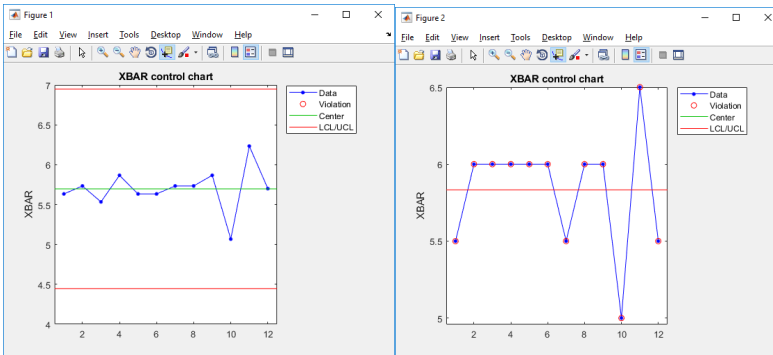 Figure 1
File Edit View Insert Tools Desktop Window Help
XBAR control chart
7
6.5
6
5.5
5
4.5
4
XBAR
2 4 6 8 10 12
Data
Violation
Center
LCL/UCL
Figure 2
File Edit View Insert Tools Desktop Window Help
XBAR control chart
6.5
6
5.5
5
XBAR
2 4 6 8 10 12
Data
Violation
Center
LCL/UCL